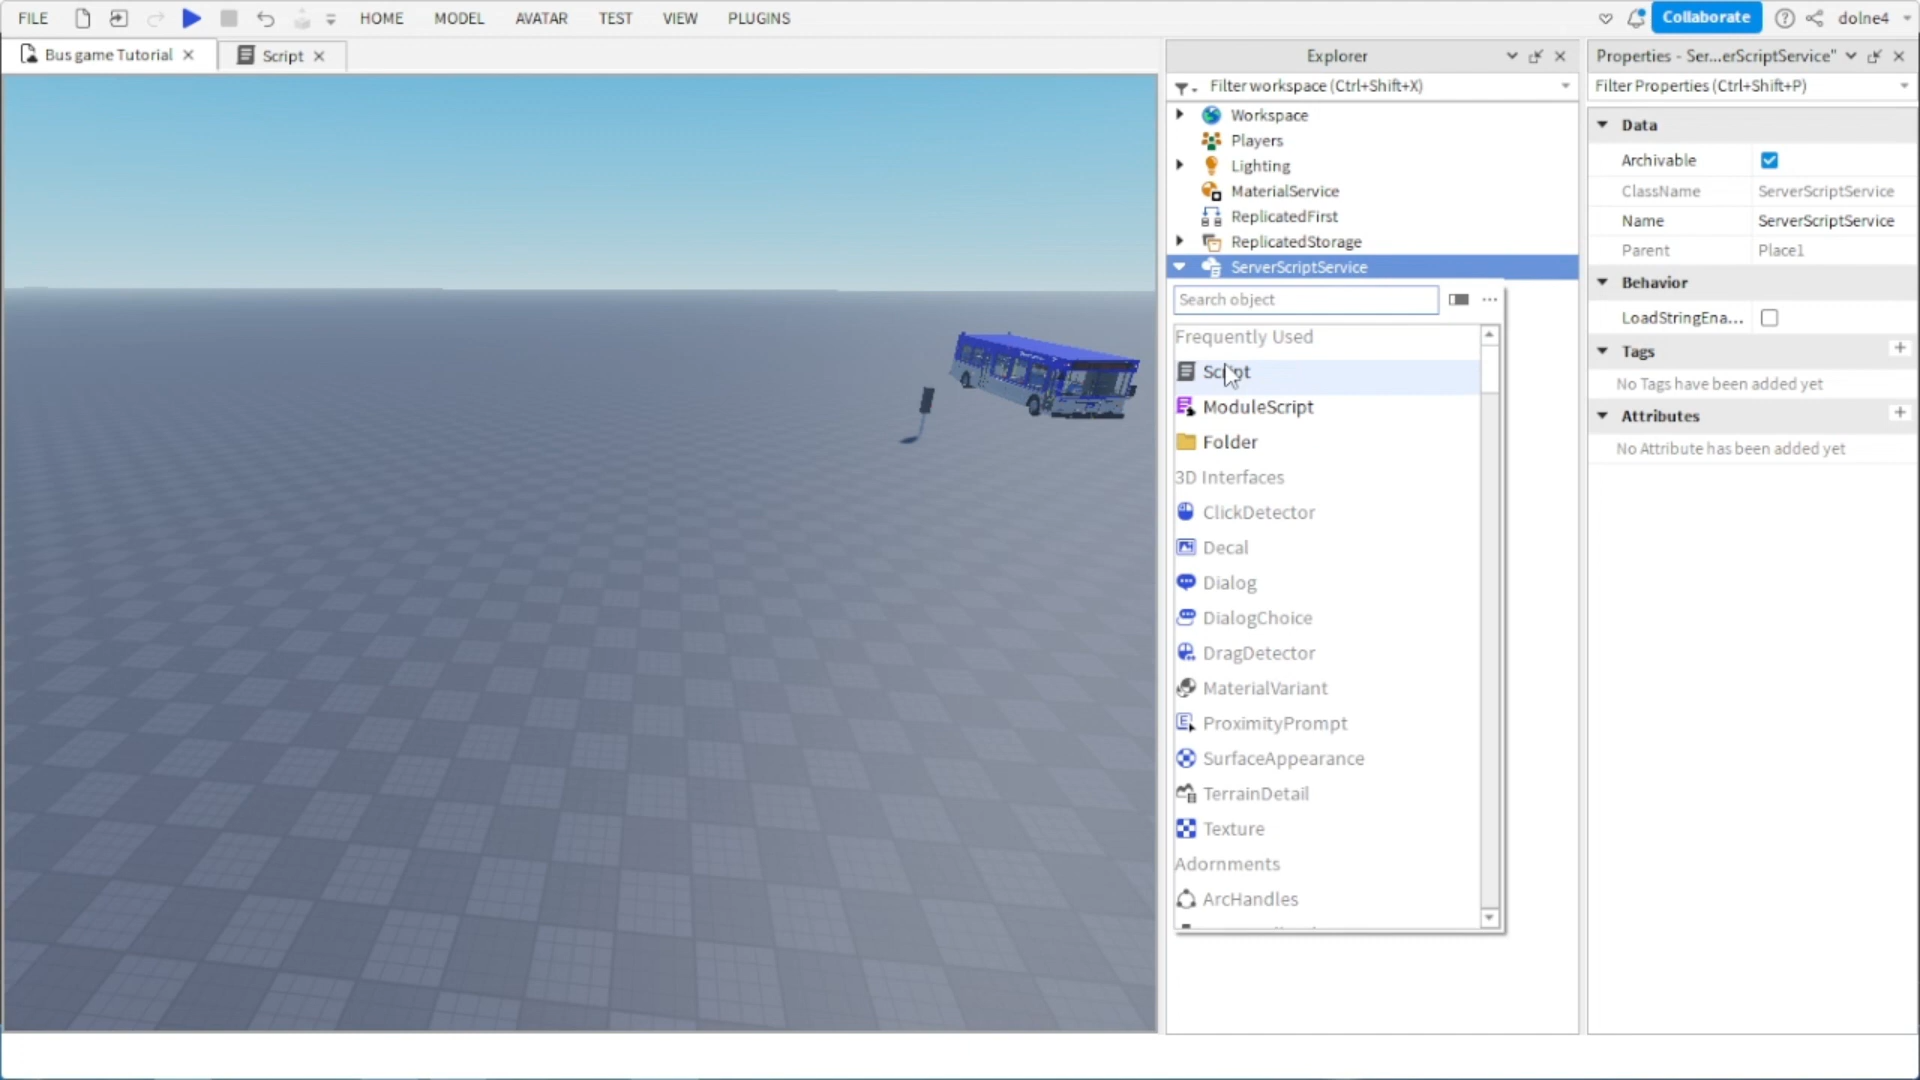 FILE HOME MODEL AVATAR TEST VIEW PLUGINS Collaborate dolne4
Bus game Tutorial Script
Explorer
Filter workspace (Ctrl+Shift+X)
Workspace
Players
Lighting
MaterialService
ReplicatedFirst
ReplicatedStorage
ServerScriptService
Search object
Frequently Used
Script
ModuleScript
Folder
3D Interfaces
ClickDetector
Decal
Dialog
DialogChoice
DragDetector
MaterialVariant
ProximityPrompt
SurfaceAppearance
TerrainDetail
Texture
Adornments
ArcHandles
Properties - Ser...erScriptService"
Filter Properties (Ctrl+Shift+P)
Data
Archivable
ClassName ServerScriptService
Name ServerScriptService
Parent Place1
Behavior
LoadStringEna...
Tags
No Tags have been added yet
Attributes
No Attribute has been added yet